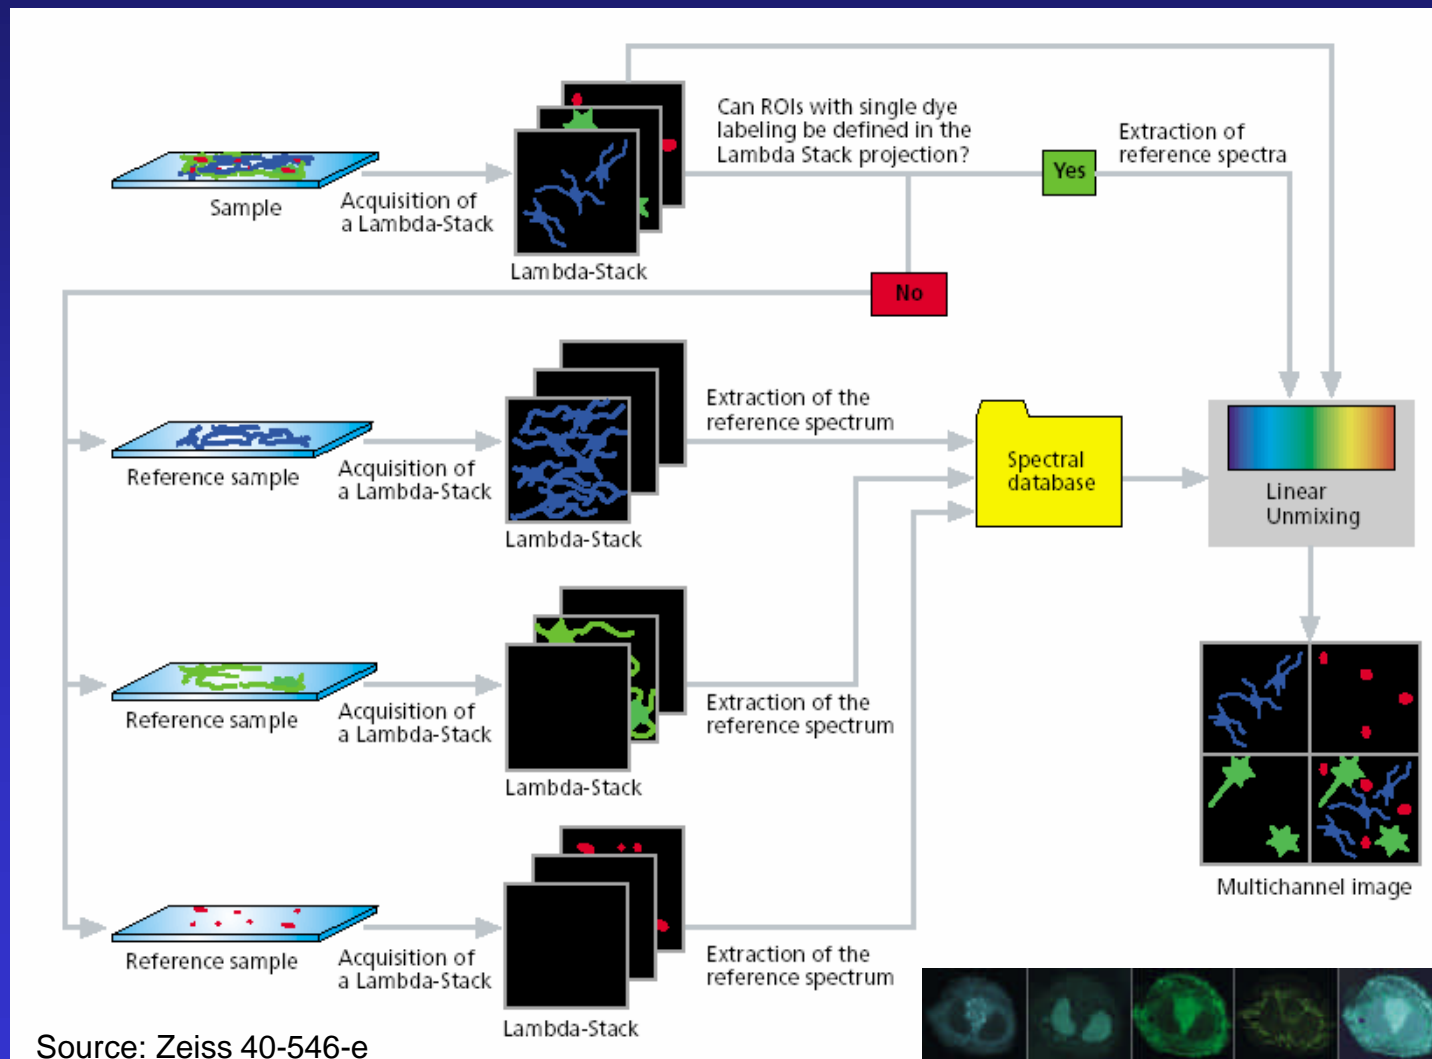 Can ROIs with single dye
labeling be defined in the
Lambda Stack projection?
Extraction of
reference spectra
Yes
Sample
Acquisition of
a Lambda-Stack
Lambda-Stack
No
Reference sample
Acquisition of
a Lambda-Stack
Lambda-Stack
Extraction of the
reference spectrum
Spectral
database
Linear
Unmixing
Reference sample
Acquisition of
a Lambda-Stack
Lambda-Stack
Extraction of the
reference spectrum
Multichannel image
Reference sample
Acquisition of
a Lambda-Stack
Lambda-Stack
Extraction of the
reference spectrum
Source: Zeiss 40-546-e